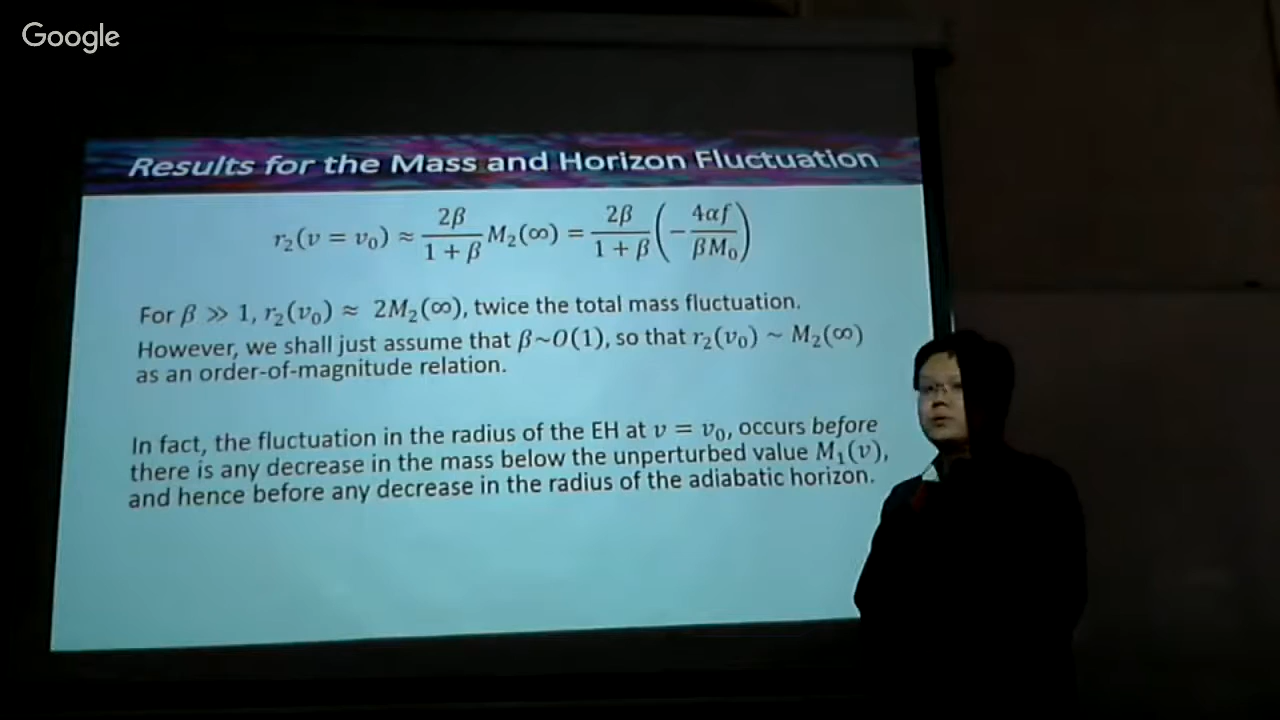 Google
Results for the Mass and Horizon Fluctuation
r₂(v = v₀) ≈ 2β/(1 + β) M₂(∞) = 2β/(1 + β) (− 4αf/(βM₀))
For β ≫ 1, r₂(v₀) ≈ 2M₂(∞), twice the total mass fluctuation.
However, we shall just assume that β~O(1), so that r₂(v₀) ~ M₂(∞)
as an order-of-magnitude relation.
In fact, the fluctuation in the radius of the EH at v = v₀, occurs before
there is any decrease in the mass below the unperturbed value M₁(v),
and hence before any decrease in the radius of the adiabatic horizon.